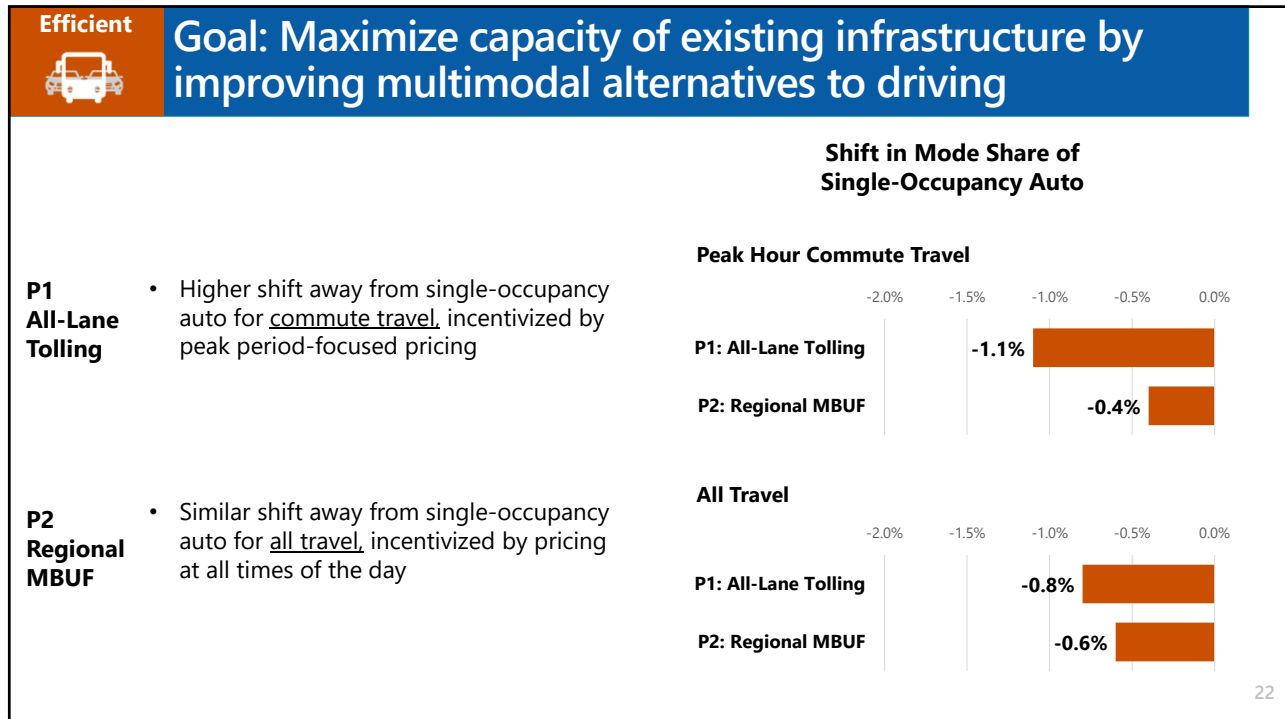 Efficient
Goal: Maximize capacity of existing infrastructure by
improving multimodal alternatives to driving
Shift in Mode Share of
Single-Occupancy Auto
P1
All-Lane
Tolling
• Higher shift away from single-occupancy
auto for commute travel, incentivized by
peak period-focused pricing
Peak Hour Commute Travel
-2.0% -1.5% -1.0% -0.5% 0.0%
P1: All-Lane Tolling -1.1%
P2: Regional MBUF -0.4%
P2
Regional
MBUF
• Similar shift away from single-occupancy
auto for all travel, incentivized by pricing
at all times of the day
All Travel
-2.0% -1.5% -1.0% -0.5% 0.0%
P1: All-Lane Tolling -0.8%
P2: Regional MBUF -0.6%
22